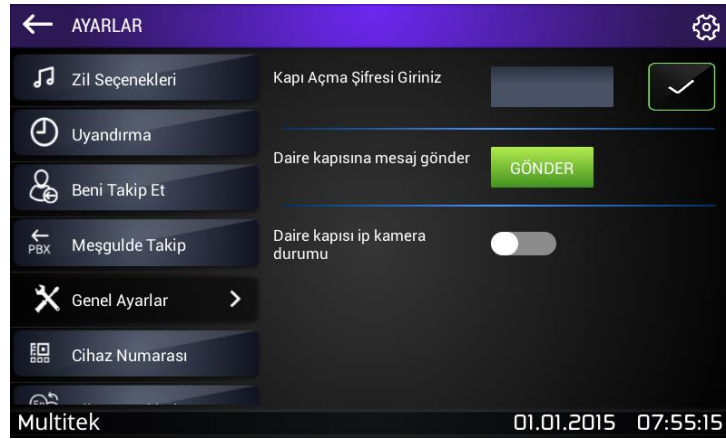 AYARLAR
Zil Seçenekleri
Uyandırma
Beni Takip Et
PBX Meşgulde Takip
Genel Ayarlar
Cihaz Numarası
Kapı Açma Şifresi Giriniz
Daire kapısına mesaj gönder
GÖNDER
Daire kapısı ip kamera
durumu
Multitek
01.01.2015 07:55:15